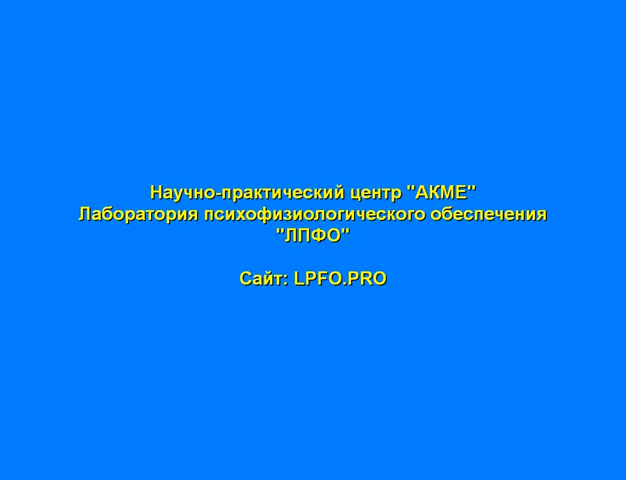 Научно-практический центр "АКМЕ"
Лаборатория психофизиологического обеспечения
"ЛПФО"
Сайт: LPFO.PRO